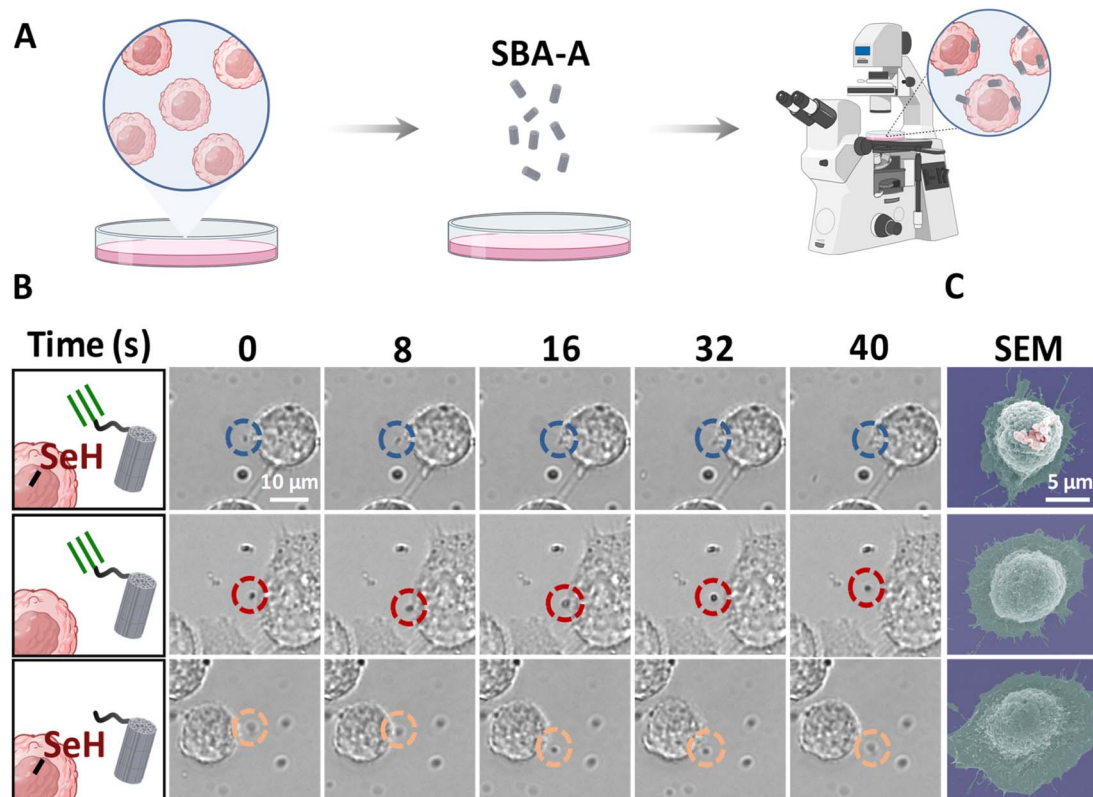 A
SBA-A
B
C
Time (s) 0 8 16 32 40 SEM
SeH
10 μm
5 μm
SeH